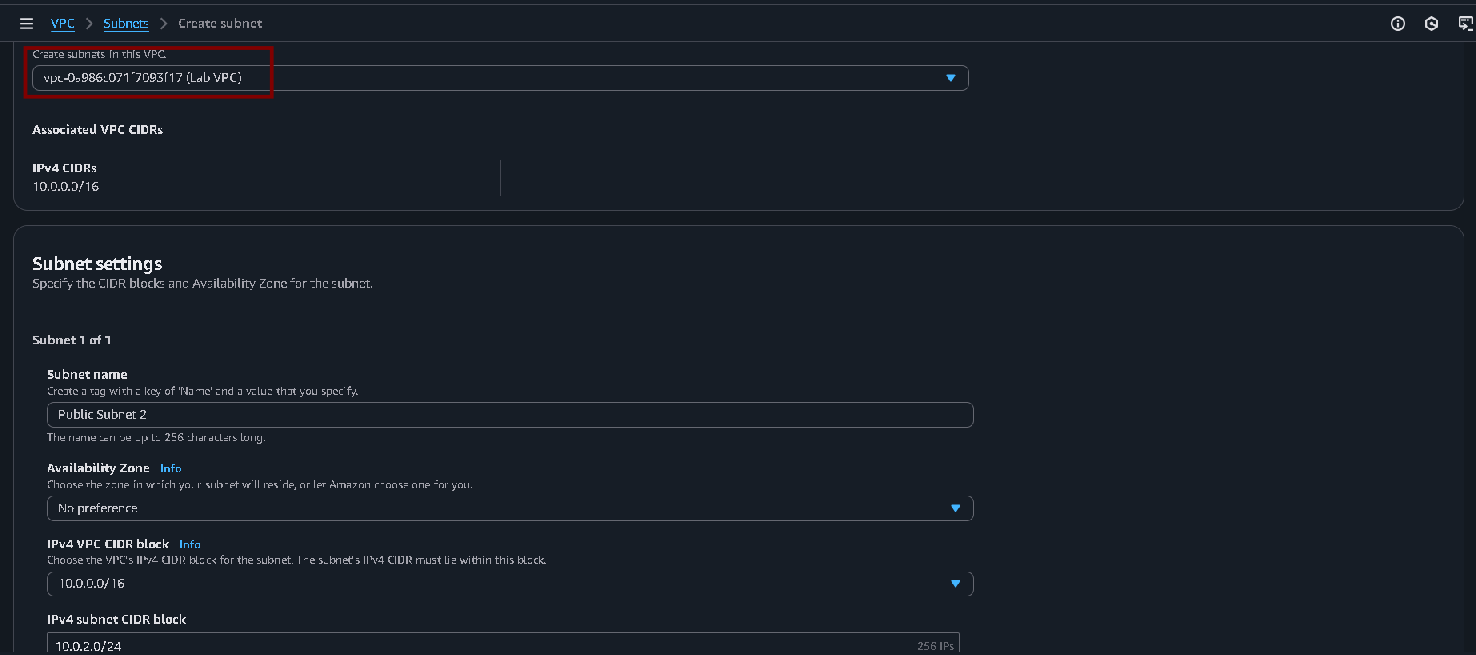 VPC > Subnets > Create subnet
Create subnets in this VPC.
(Lab VPC)
Associated VPC CIDRs
IPv4 CIDRs
10.0.0.0/16
Subnet settings
Specify the CIDR blocks and Availability Zone for the subnet.
Subnet 1 of 1
Subnet name
Create a tag with a key of 'Name' and a value that you specify.
Public Subnet 2
The name can be up to 256 characters long.
Availability Zone Info
Choose the zone in which your subnet will reside, or let Amazon choose one for you.
No preference
IPv4 VPC CIDR block Info
Choose the VPC's IPv4 CIDR block for the subnet. The subnet's IPv4 CIDR must lie within this block.
10.0.0.0/16
IPv4 subnet CIDR block
10.0.2.0/24 256 IPs